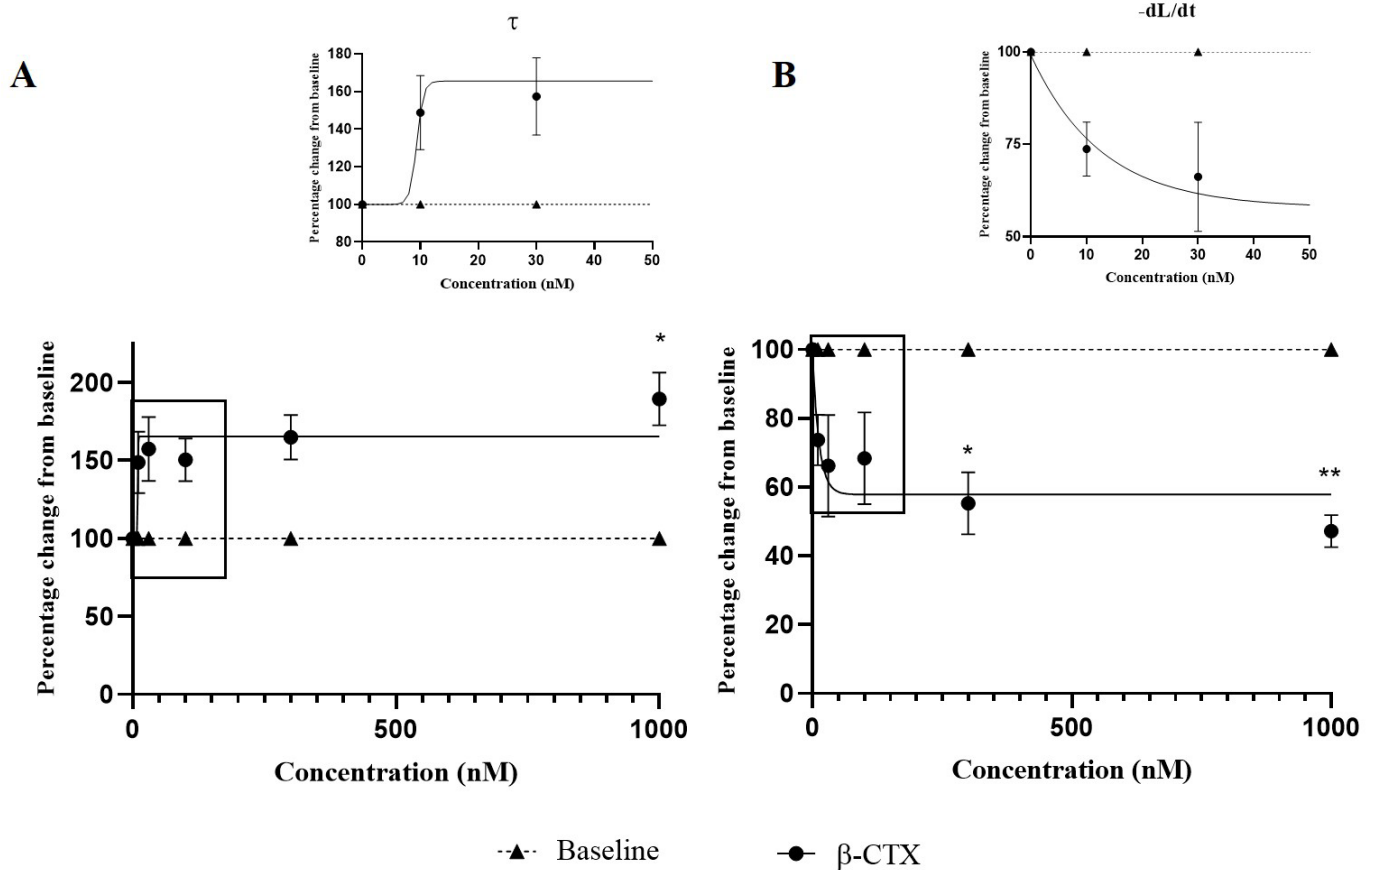 A
τ
Percentage change from baseline
180
160
140
120
100
80
0 10 20 30 40 50
Concentration (nM)
B
-dL/dt
Percentage change from baseline
100
75
50
0 10 20 30 40 50
Concentration (nM)
Percentage change from baseline
200
150
100
50
0
*
0 500 1000
Concentration (nM)
Percentage change from baseline
100
80
60
40
20
0
*
**
0 500 1000
Concentration (nM)
Baseline
β-CTX